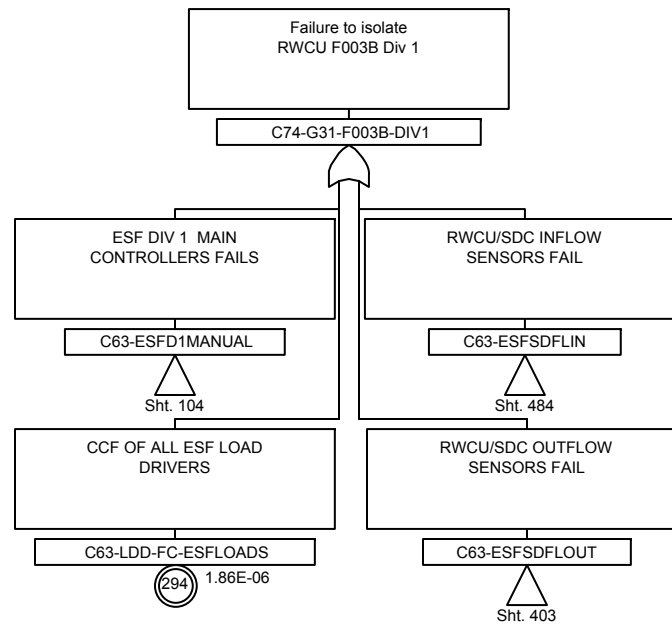 Failure to isolate
RWCU F003B Div 1
C74-G31-F003B-DIV1
ESF DIV 1  MAIN
CONTROLLERS FAILS
C63-ESFD1MANUAL
Sht. 104
RWCU/SDC INFLOW
SENSORS FAIL
C63-ESFSDFLIN
Sht. 484
CCF OF ALL ESF LOAD
DRIVERS
C63-LDD-FC-ESFLOADS
294
1.86E-06
RWCU/SDC OUTFLOW
SENSORS FAIL
C63-ESFSDFLOUT
Sht. 403